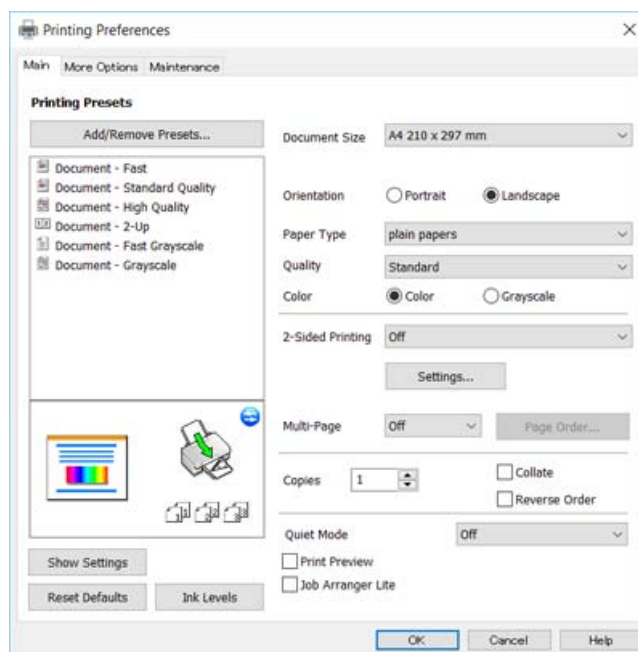 Printing Preferences
Main More Options Maintenance
Printing Presets
Add/Remove Presets...
Document - Fast
Document - Standard Quality
Document - High Quality
Document - 2-Up
Document - Fast Grayscale
Document - Grayscale
Show Settings
Reset Defaults Ink Levels
Document Size A4 210 x 297 mm
Orientation Portrait Landscape
Paper Type plain papers
Quality Standard
Color Color Grayscale
2-Sided Printing Off
Settings...
Multi-Page Off Page Order...
Copies 1 Collate
Reverse Order
Quiet Mode Off
Print Preview
Job Arranger Lite
OK Cancel Help